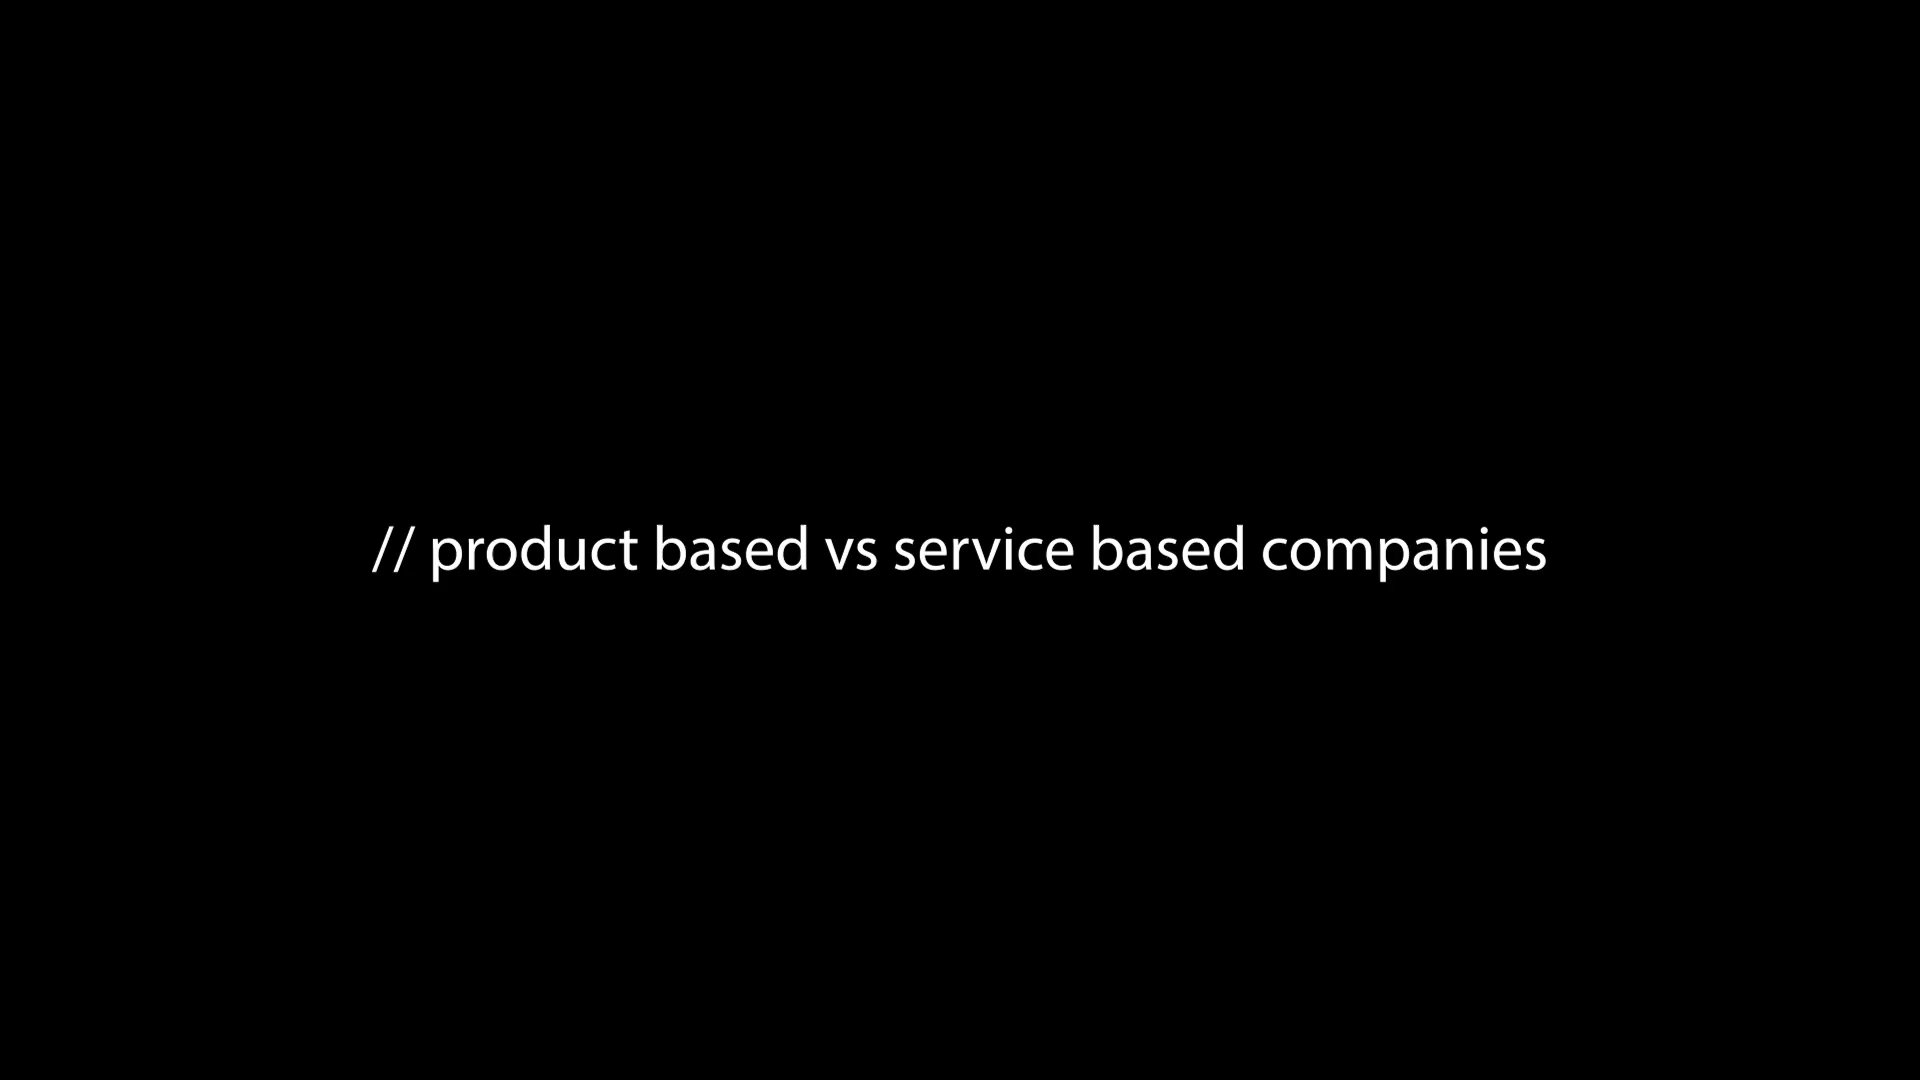 // product based vs service based companies